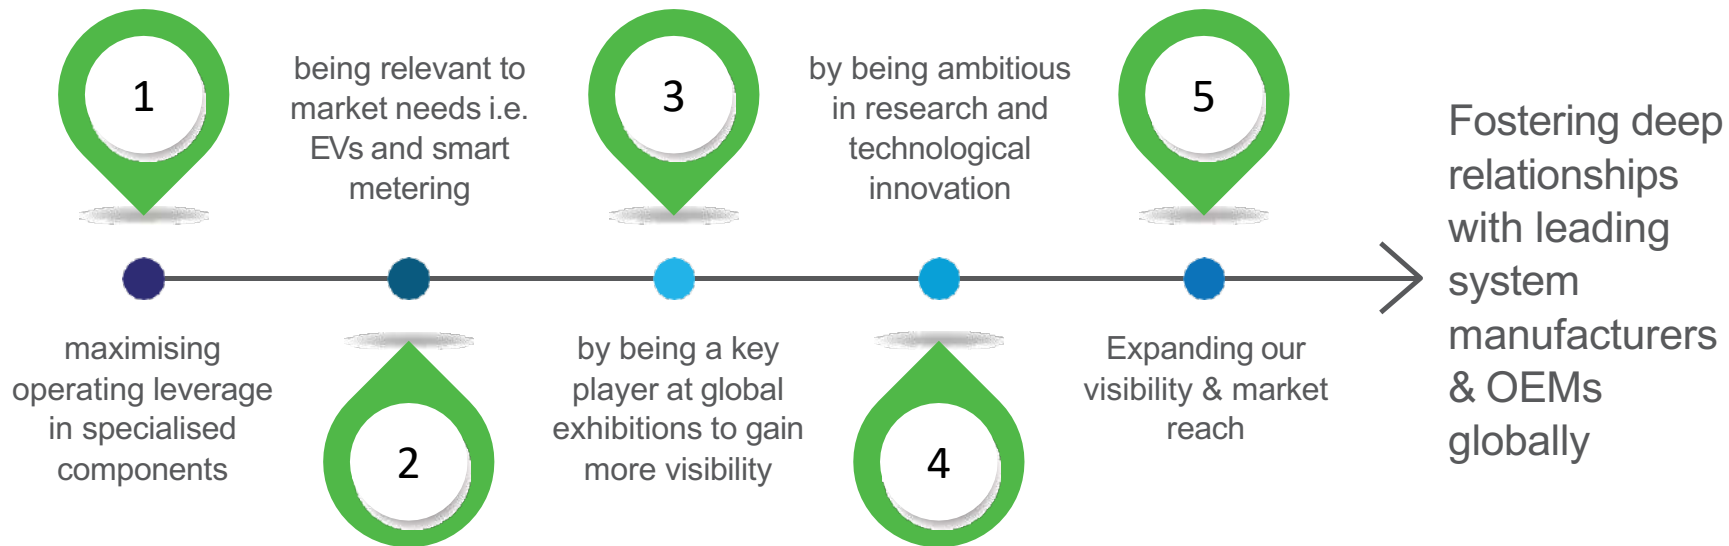 1
maximising
operating leverage
in specialised
components
being relevant to
market needs i.e.
EVs and smart
metering
2
3
by being a key
player at global
exhibitions to gain
more visibility
by being ambitious
in research and
technological
innovation
4
5
Expanding our
visibility & market
reach
Fostering deep
relationships
with leading
system
manufacturers
& OEMs
globally